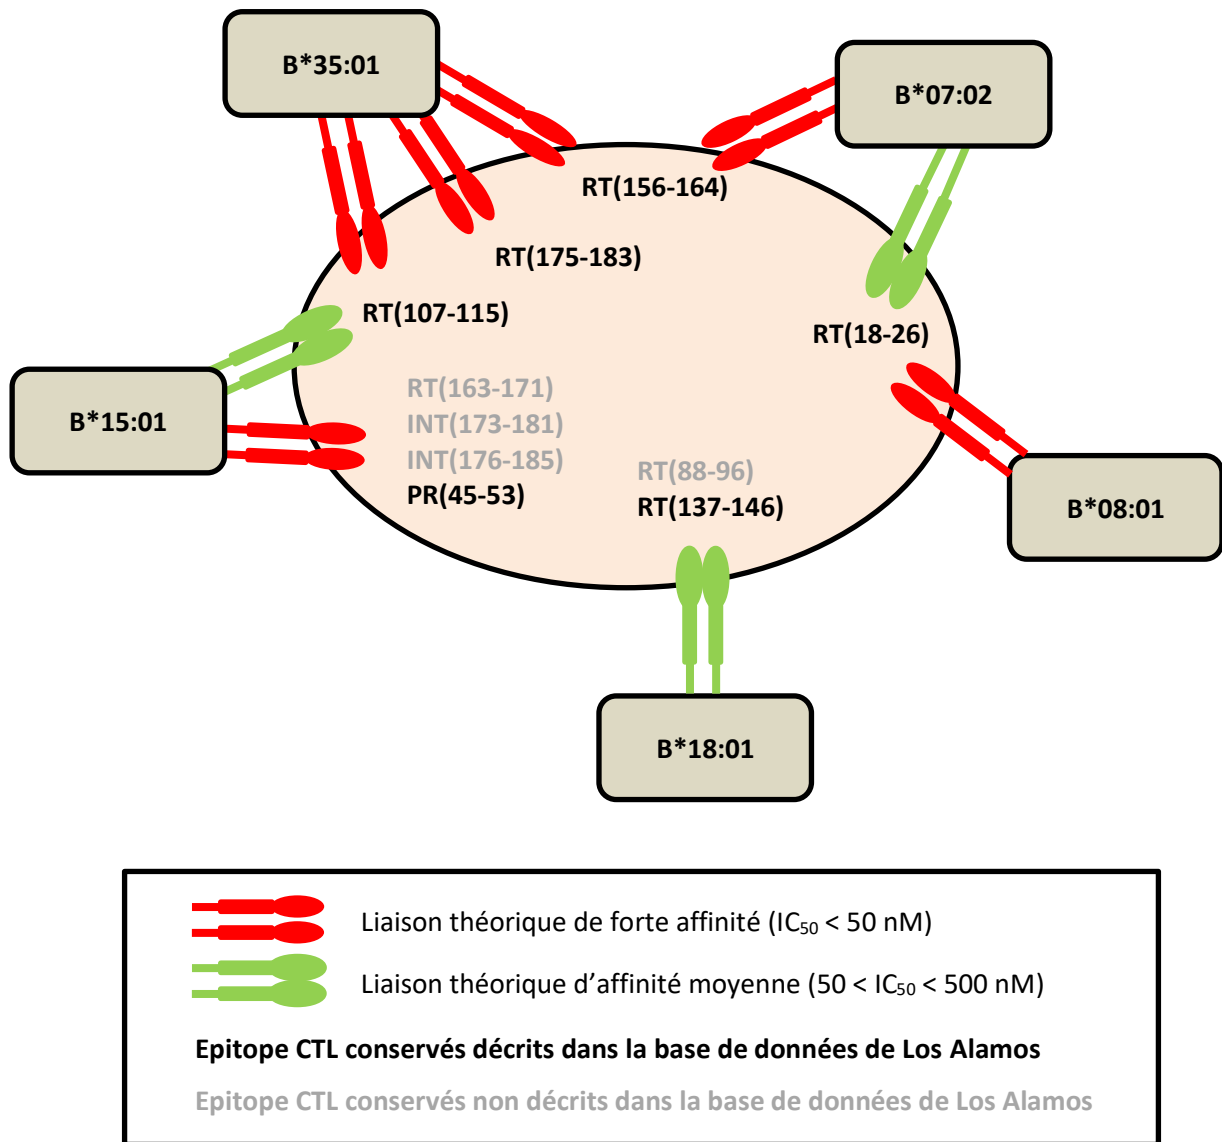 B*35:01
B*07:02
RT(156-164)
RT(175-183)
RT(107-115)
RT(18-26)
B*15:01
RT(163-171)
INT(173-181)
INT(176-185)
PR(45-53)
RT(88-96)
RT(137-146)
B*08:01
B*18:01
Liaison théorique de forte affinité (IC₅₀ < 50 nM)
Liaison théorique d’affinité moyenne (50 < IC₅₀ < 500 nM)
Epitope CTL conservés décrits dans la base de données de Los Alamos
Epitope CTL conservés non décrits dans la base de données de Los Alamos